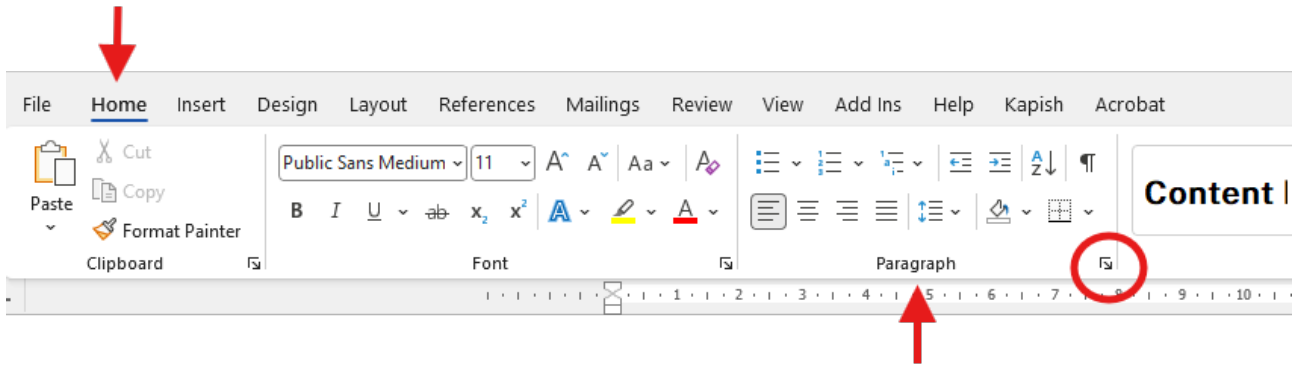 File Home Insert Design Layout References Mailings Review View Add Ins Help Kapish Acrobat
Cut
Copy
Paste
Format Painter
Clipboard
Public Sans Medium 11 A A Aa A
B I U ab x2 x2 A A
Font
A Z ¶
Paragraph
Content
1 2 3 4 5 6 7 8 9 10